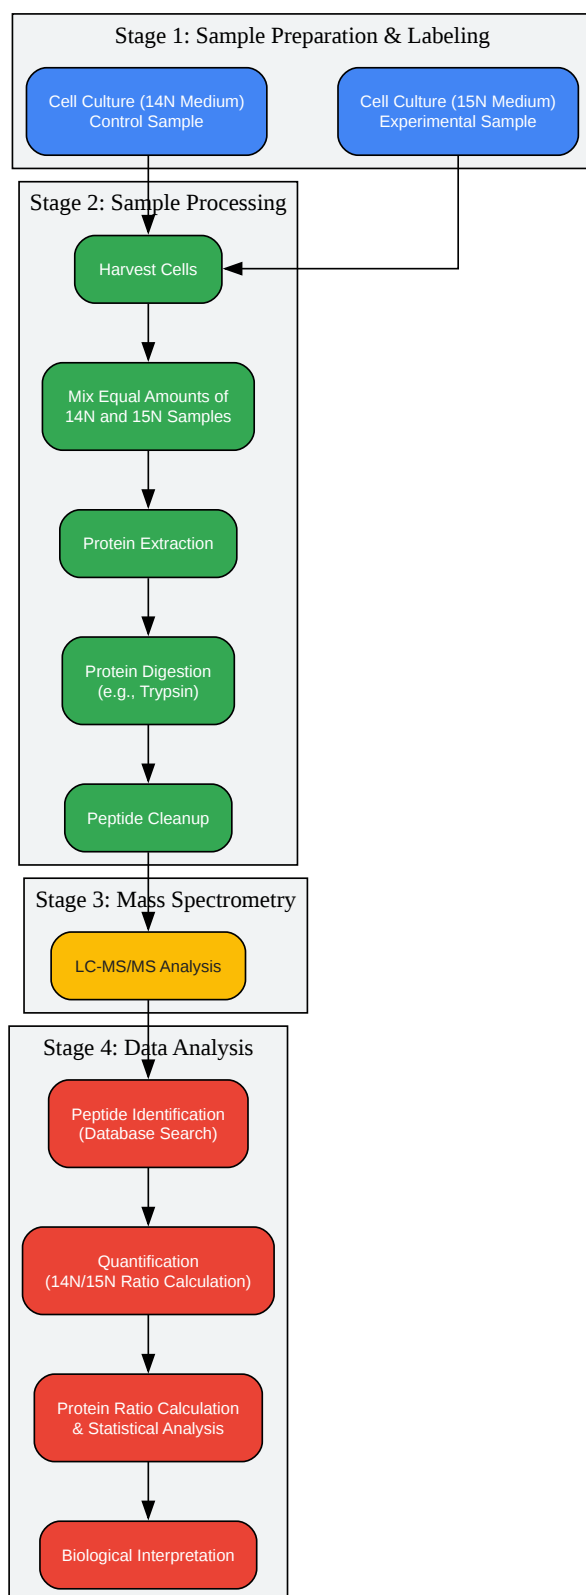 Stage 1: Sample Preparation & Labeling
Cell Culture (14N Medium)
Control Sample
Cell Culture (15N Medium)
Experimental Sample
Stage 2: Sample Processing
Harvest Cells
Mix Equal Amounts of
14N and 15N Samples
Protein Extraction
Protein Digestion
(e.g., Trypsin)
Peptide Cleanup
Stage 3: Mass Spectrometry
LC-MS/MS Analysis
Stage 4: Data Analysis
Peptide Identification
(Database Search)
Quantification
(14N/15N Ratio Calculation)
Protein Ratio Calculation
& Statistical Analysis
Biological Interpretation